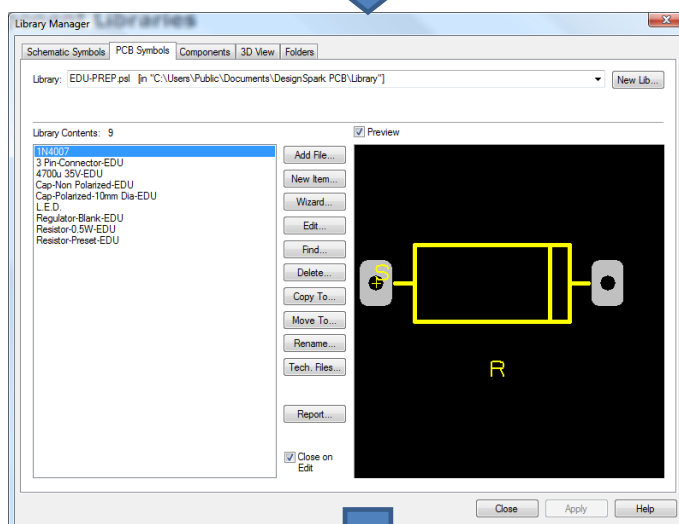 Library Manager
Schematic Symbols PCB Symbols Components 3D View Folders
Library: EDU-PREP.psl [in "C:\Users\Public\Documents\DesignSpark PCB\Library"] New Lib...
Library Contents: 9
Preview
1N4007
3 Pin-Connector-EDU
4700u 35V-EDU
Cap-Non Polarized-EDU
Cap-Polarized-10mm Dia-EDU
L.E.D.
Regulator-Blank-EDU
Resistor-0.5W-EDU
Resistor-Preset-EDU
Add File...
New Item...
Wizard...
Edit...
Find...
Delete...
Copy To...
Move To...
Rename...
Tech. Files...
Report...
Close on
Edit
S
R
Close Apply Help